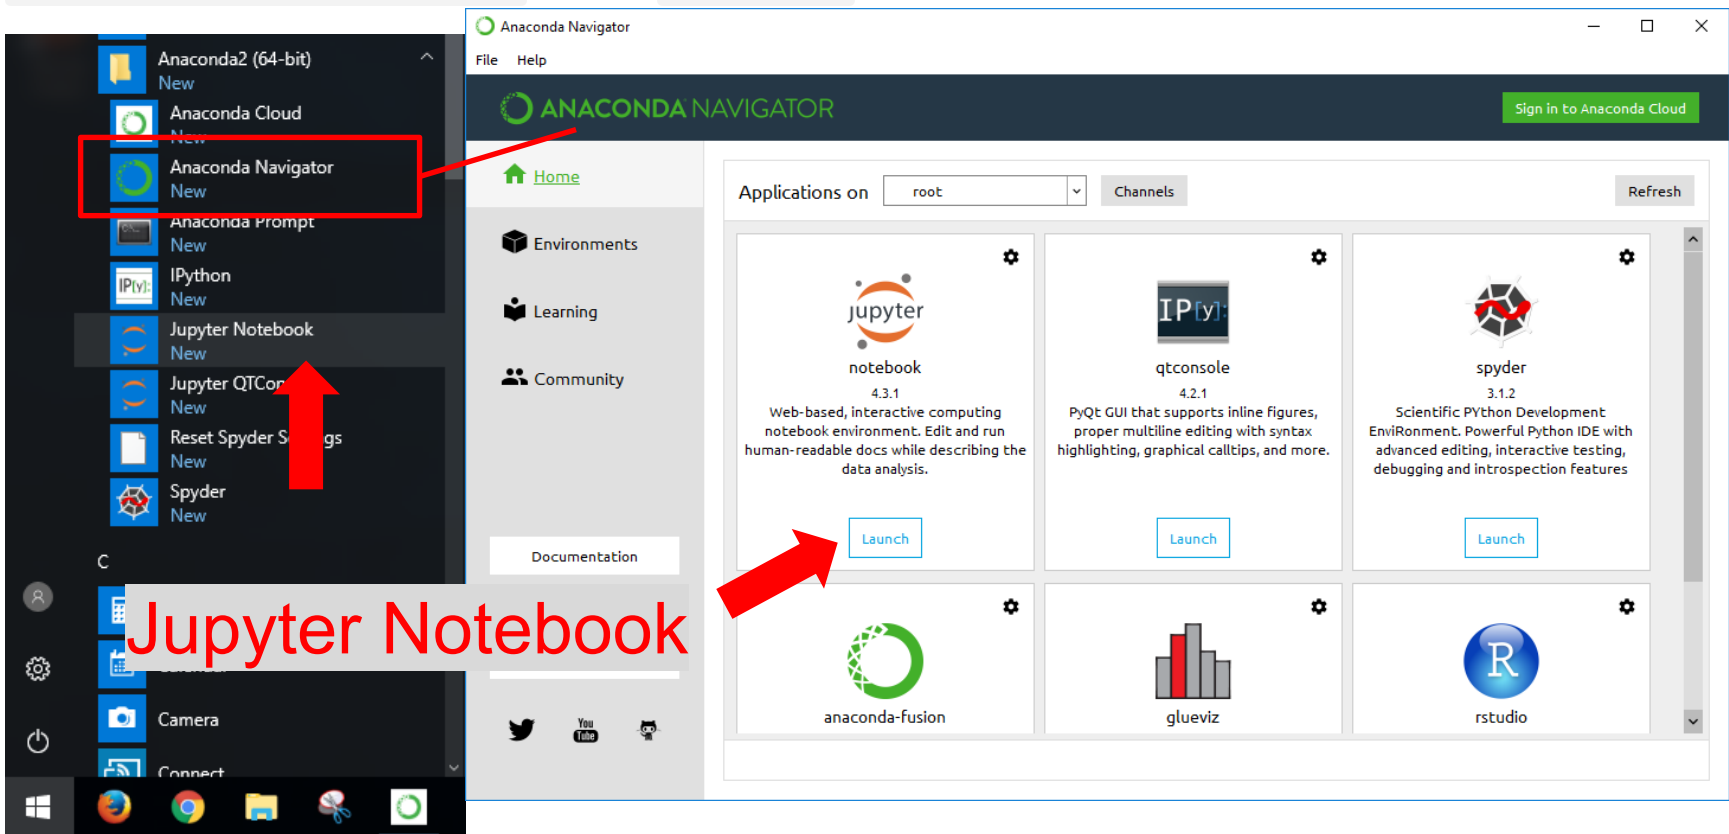 Anaconda2 (64-bit)
New
Anaconda Cloud
New
Anaconda Navigator
New
Anaconda Prompt
New
IP[y]:
IPython
New
Jupyter Notebook
New
Jupyter QTCon
New
Reset Spyder S gs
New
Spyder
New
C
Calendar
Camera
Connect
Jupyter Notebook
Anaconda Navigator
File Help
ANACONDA NAVIGATOR
Sign in to Anaconda Cloud
Home
Environments
Learning
Community
Documentation
You
Tube
Applications on root Channels Refresh
jupyter
notebook
4.3.1
Web-based, interactive computing
notebook environment. Edit and run
human-readable docs while describing the
data analysis.
Launch
IP[y]:
qtconsole
4.2.1
PyQt GUI that supports inline figures,
proper multiline editing with syntax
highlighting, graphical calltips, and more.
Launch
spyder
3.1.2
Scientific PYthon Development
EnviRonment. Powerful Python IDE with
advanced editing, interactive testing,
debugging and introspection features
Launch
anaconda-fusion
glueviz
R
rstudio